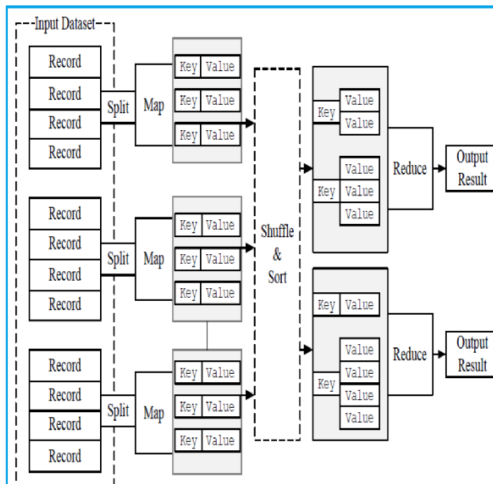 Input Dataset
Record
Record
Record
Record
Split
Map
Key Value
Key Value
Key Value
Record
Record
Record
Record
Split
Map
Key Value
Key Value
Key Value
Record
Record
Record
Record
Split
Map
Key Value
Key Value
Key Value
Shuffle
&
Sort
Key
Value
Value
Key
Value
Value
Value
Reduce
Output
Result
Key Value
Key
Value
Value
Value
Value
Reduce
Output
Result